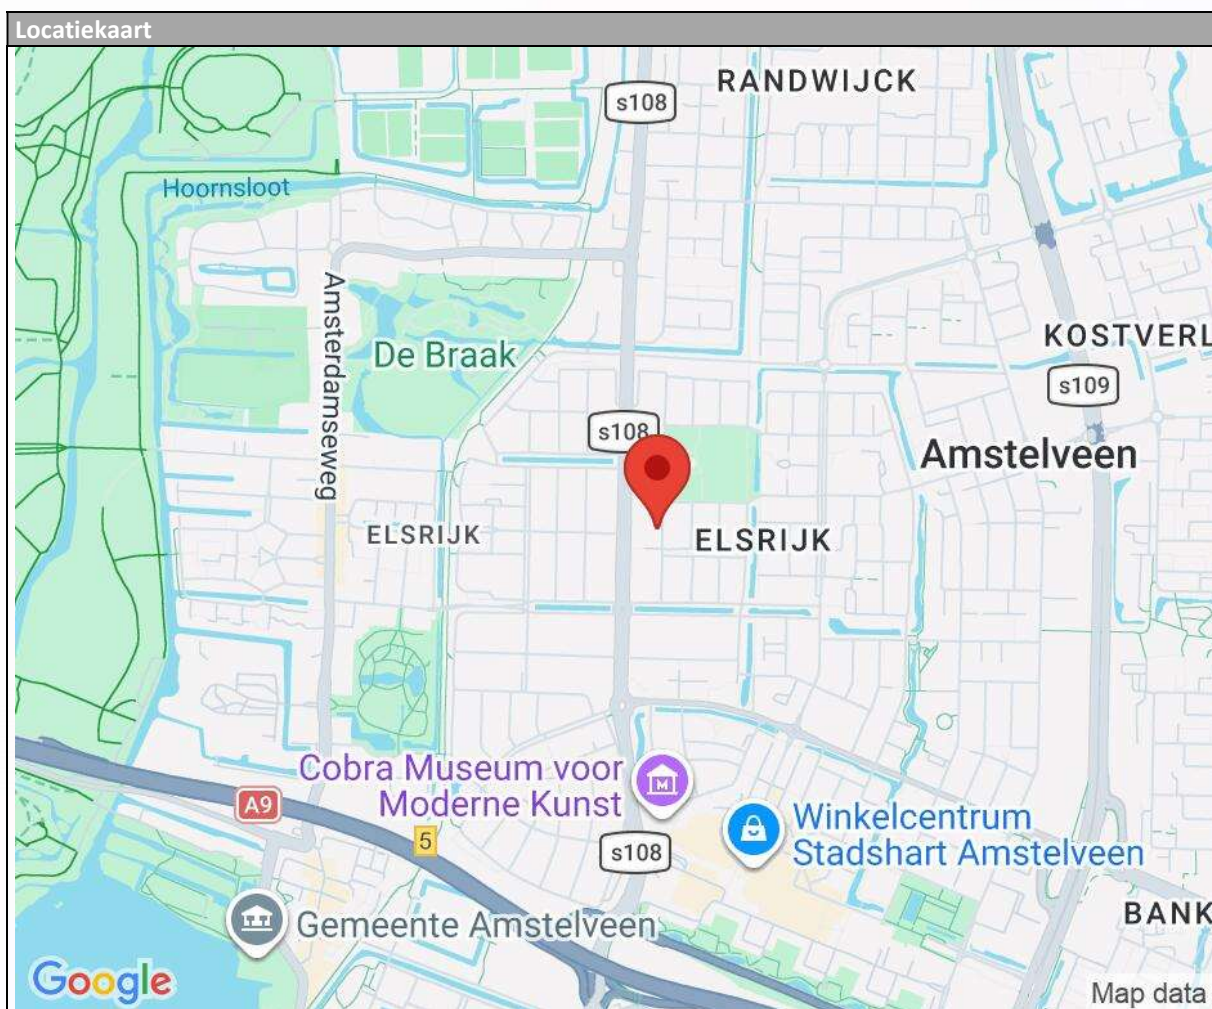 Locatiekaart
RANDWIJCK
s108
Hoornsloot
Amsterdamseweg
De Braak
KOSTVERL
s109
s108
Amstelveen
ELSRIJK
ELSRIJK
Cobra Museum voor
Moderne Kunst
A9
5
Winkelcentrum
Stadshart Amstelveen
s108
BANK
Gemeente Amstelveen
Google
Map data